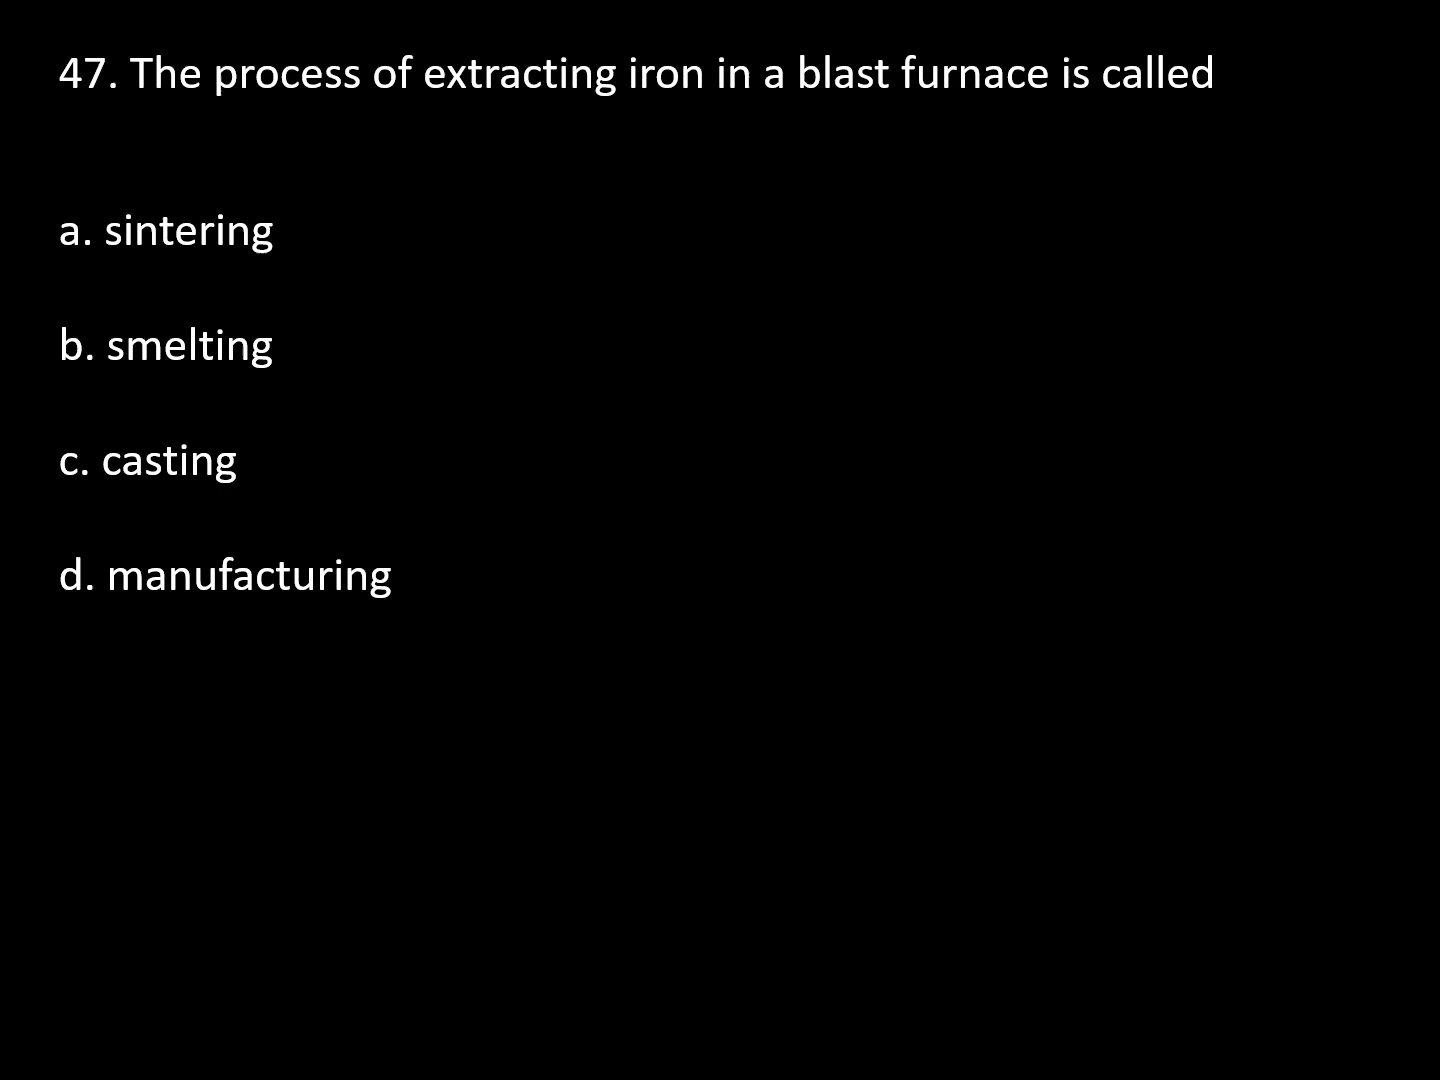 47. The process of extracting iron in a blast furnace is called
a. sintering
b. smelting
c. casting
d. manufacturing